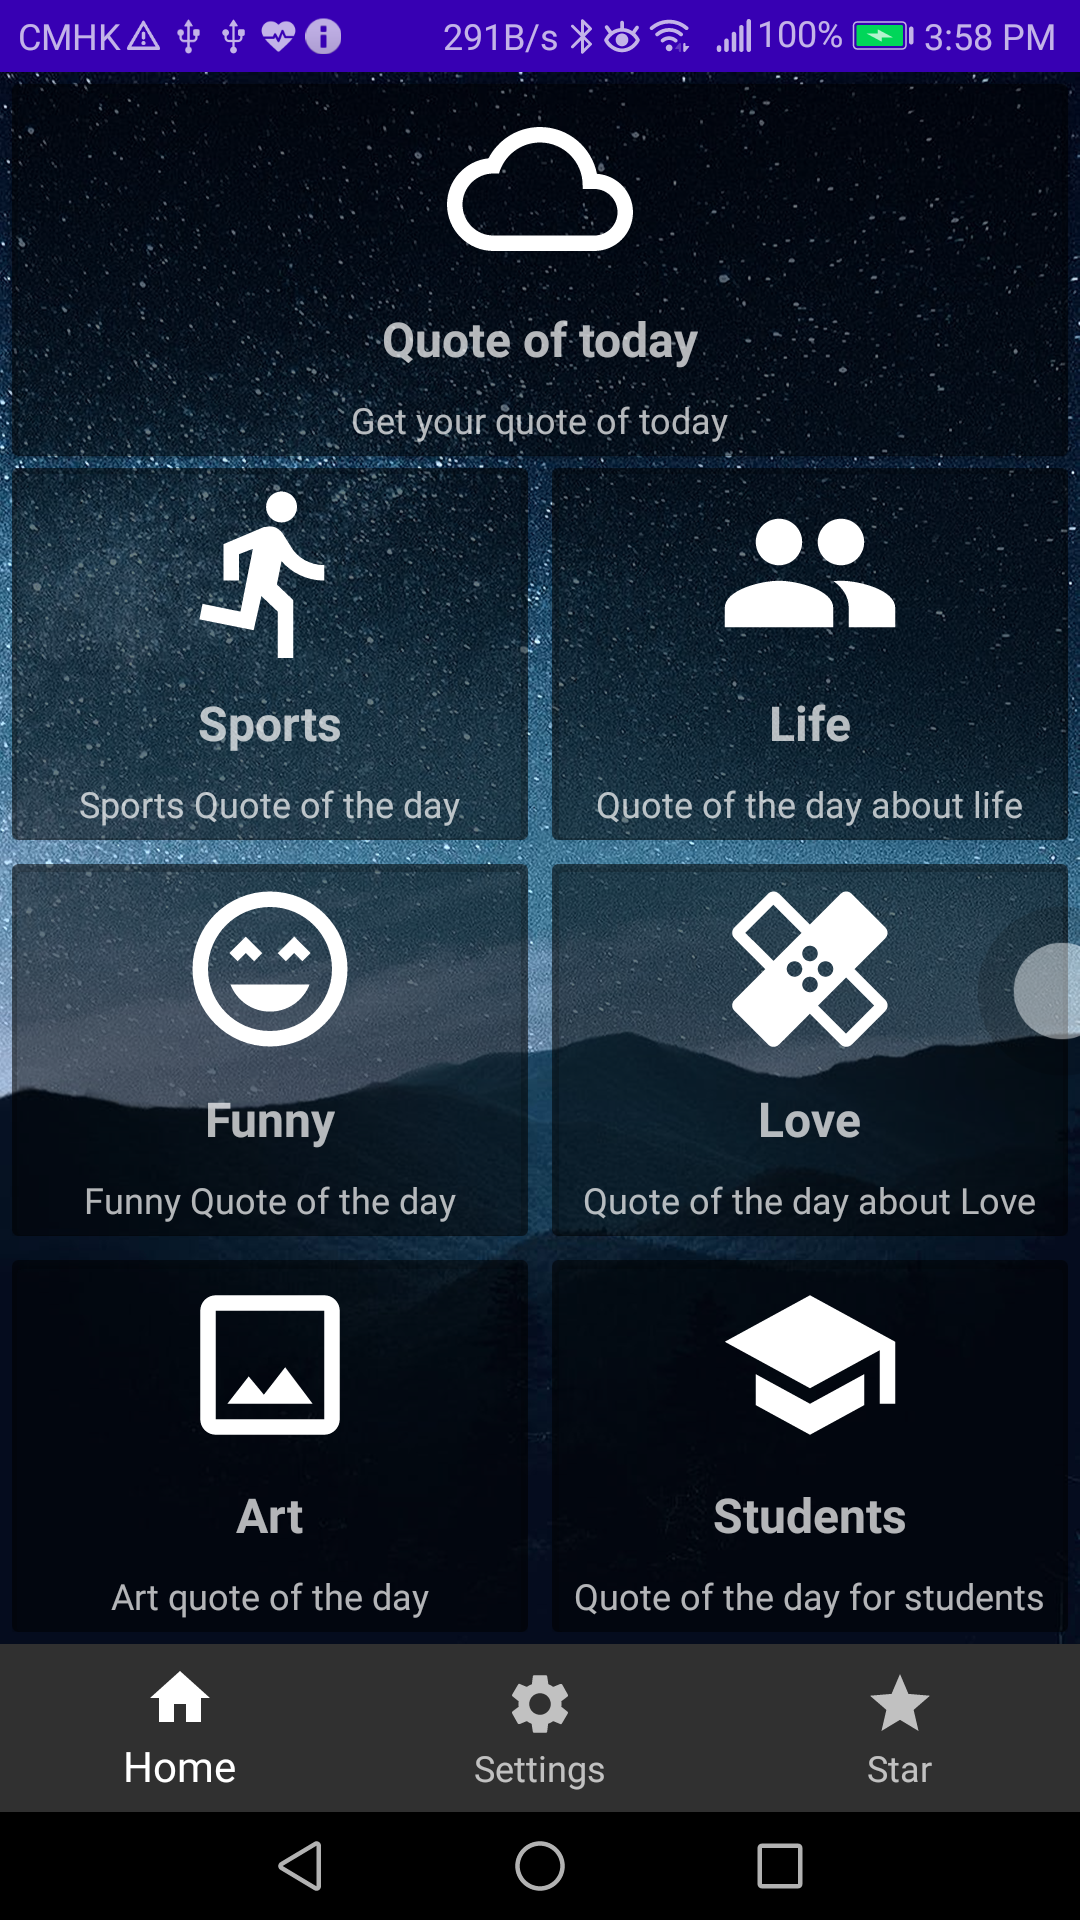 CMHK 291B/s 100% 3:58 PM
Quote of today
Get your quote of today
Sports
Sports Quote of the day
Life
Quote of the day about life
Funny
Funny Quote of the day
Love
Quote of the day about Love
Art
Art quote of the day
Students
Quote of the day for students
Home
Settings
Star